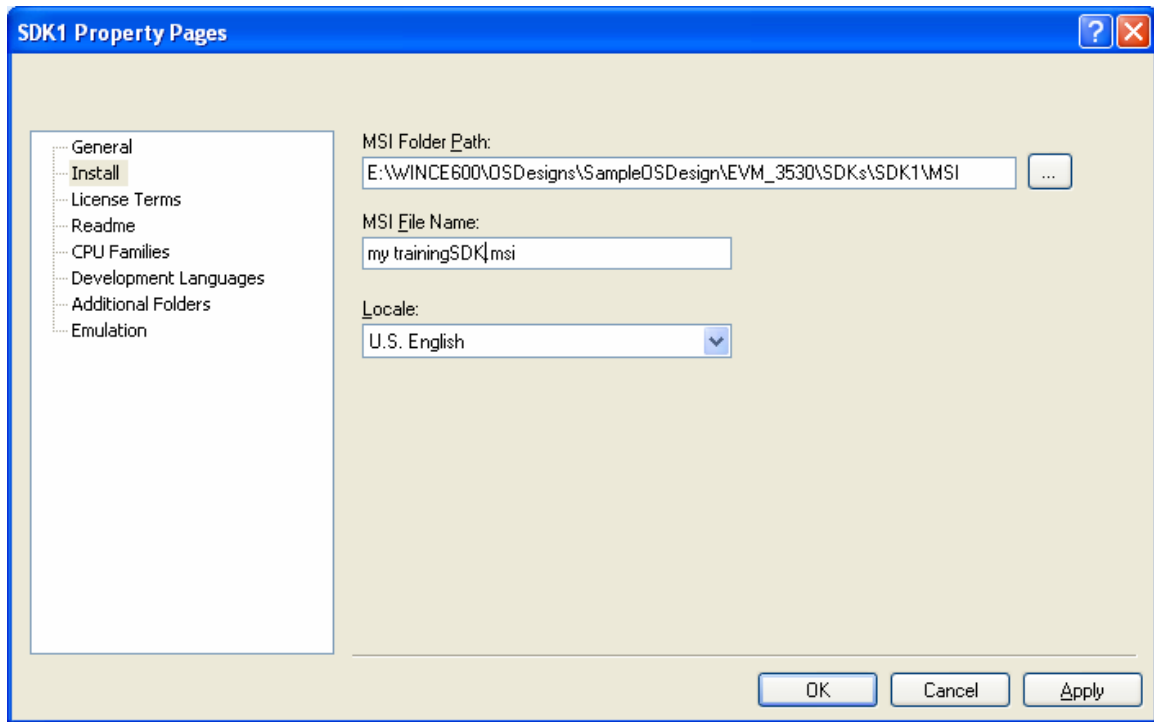 SDK1 Property Pages
General
Install
License Terms
Readme
CPU Families
Development Languages
Additional Folders
Emulation
MSI Folder Path:
E:\WINCE600\OSDesigns\SampleOSDesign\EVM_3530\SDKs\SDK1\MSI
...
MSI File Name:
my trainingSDK.msi
Locale:
U.S. English
OK
Cancel
Apply